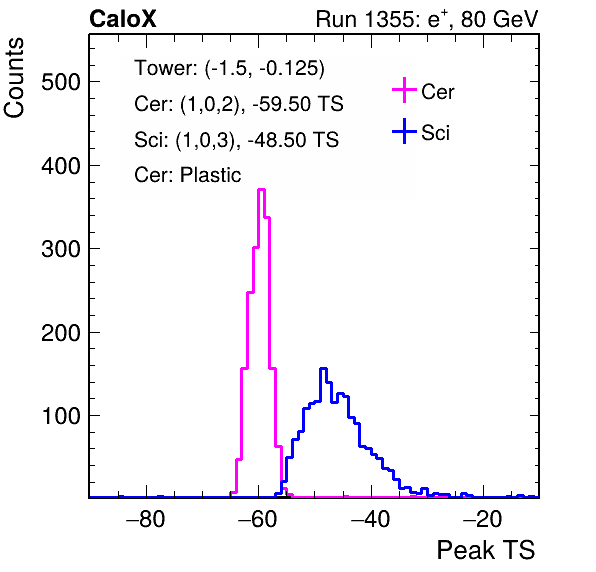 CaloX
Run 1355: e+, 80 GeV
Counts
Tower: (-1.5, -0.125)
Cer: (1,0,2), -59.50 TS
Sci: (1,0,3), -48.50 TS
Cer: Plastic
Cer
Sci
500
400
300
200
100
−80
−60
−40
−20
Peak TS